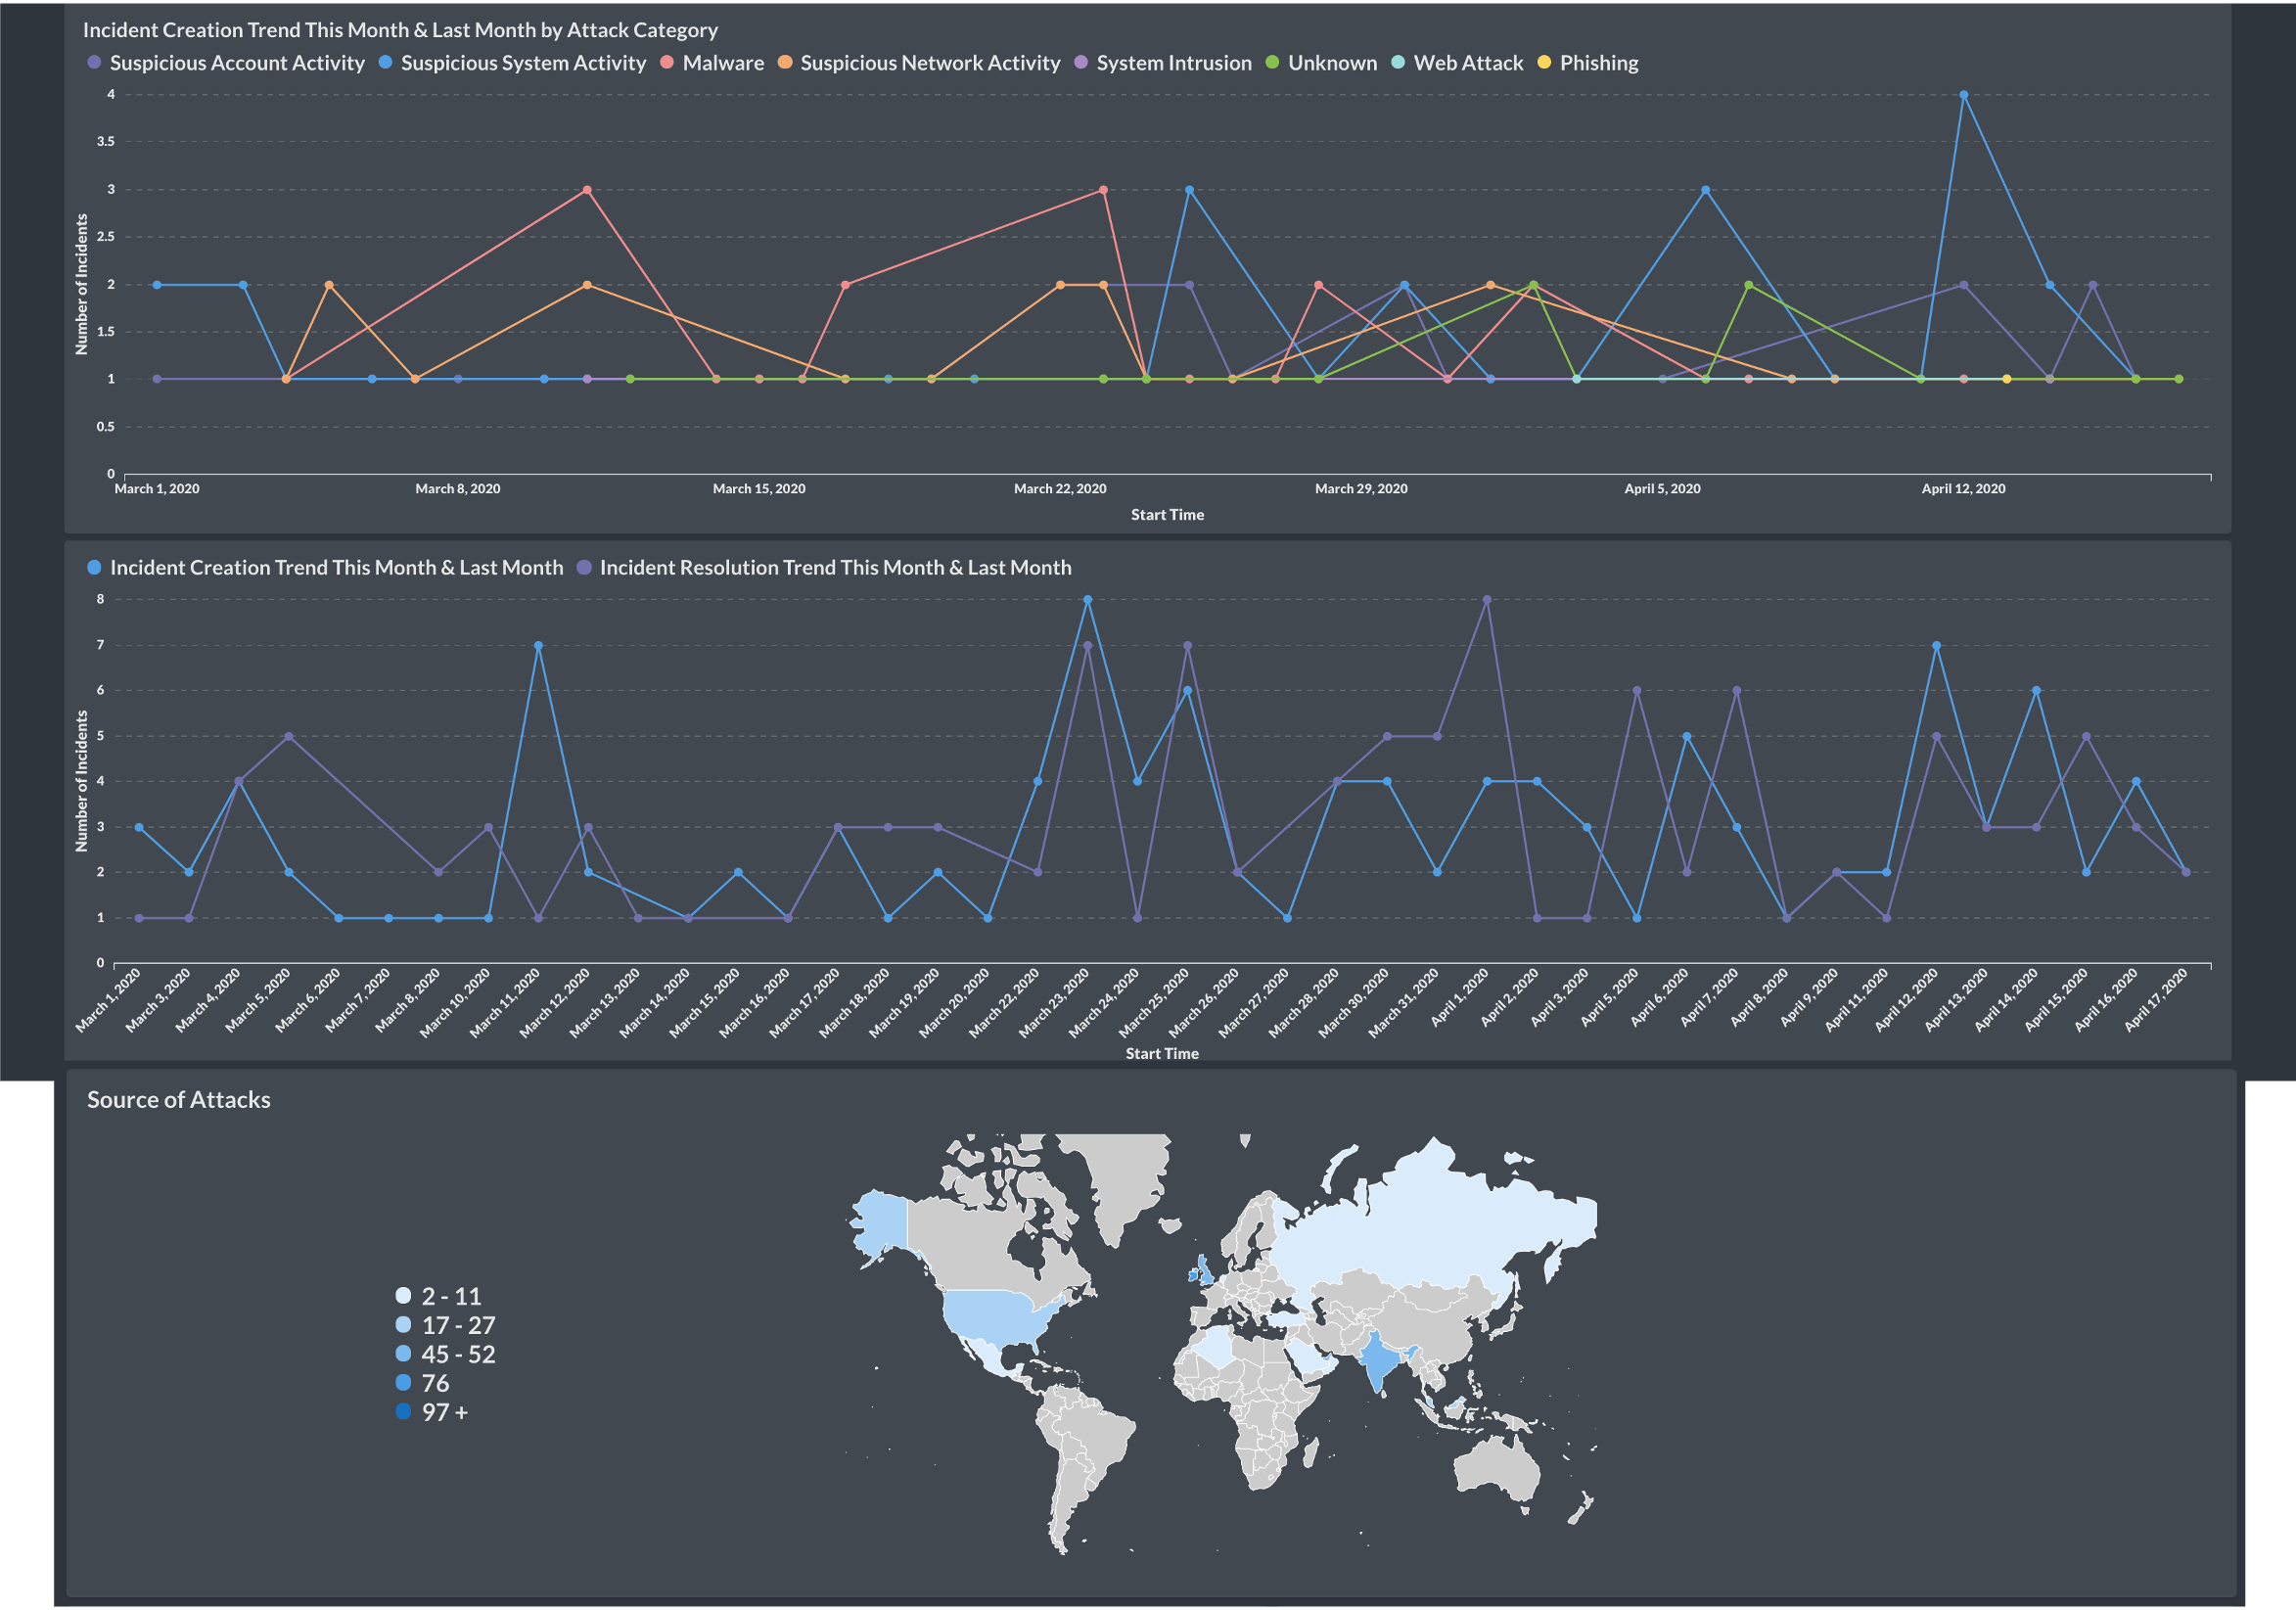 Incident Creation Trend This Month & Last Month by Attack Category
Suspicious Account Activity Suspicious System Activity Malware Suspicious Network Activity System Intrusion Unknown Web Attack Phishing
4
3.5
3
2.5
2
1.5
1
0.5
0
Number of Incidents
March 1, 2020 March 8, 2020 March 15, 2020 March 22, 2020 March 29, 2020 April 5, 2020 April 12, 2020
Start Time
Incident Creation Trend This Month & Last Month Incident Resolution Trend This Month & Last Month
8
7
6
5
4
3
2
1
0
Number of Incidents
March 1, 2020
March 3, 2020
March 4, 2020
March 5, 2020
March 6, 2020
March 7, 2020
March 8, 2020
March 10, 2020
March 11, 2020
March 12, 2020
March 13, 2020
March 14, 2020
March 15, 2020
March 16, 2020
March 17, 2020
March 18, 2020
March 19, 2020
March 20, 2020
March 22, 2020
March 23, 2020
March 24, 2020
March 25, 2020
March 26, 2020
March 27, 2020
March 28, 2020
March 30, 2020
March 31, 2020
April 1, 2020
April 2, 2020
April 3, 2020
April 5, 2020
April 6, 2020
April 7, 2020
April 8, 2020
April 9, 2020
April 11, 2020
April 12, 2020
April 13, 2020
April 14, 2020
April 15, 2020
April 16, 2020
April 17, 2020
Start Time
Source of Attacks
2 - 11
17 - 27
45 - 52
76
97 +